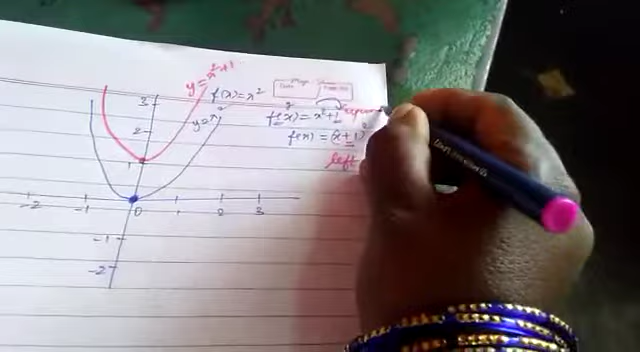 y=x²+1
f(x)=x²
y=x²
f(x)=x²+1
f(x)=(x+1)²
left
3
2
1
-2 -1 0 1 2 3
-1
-2